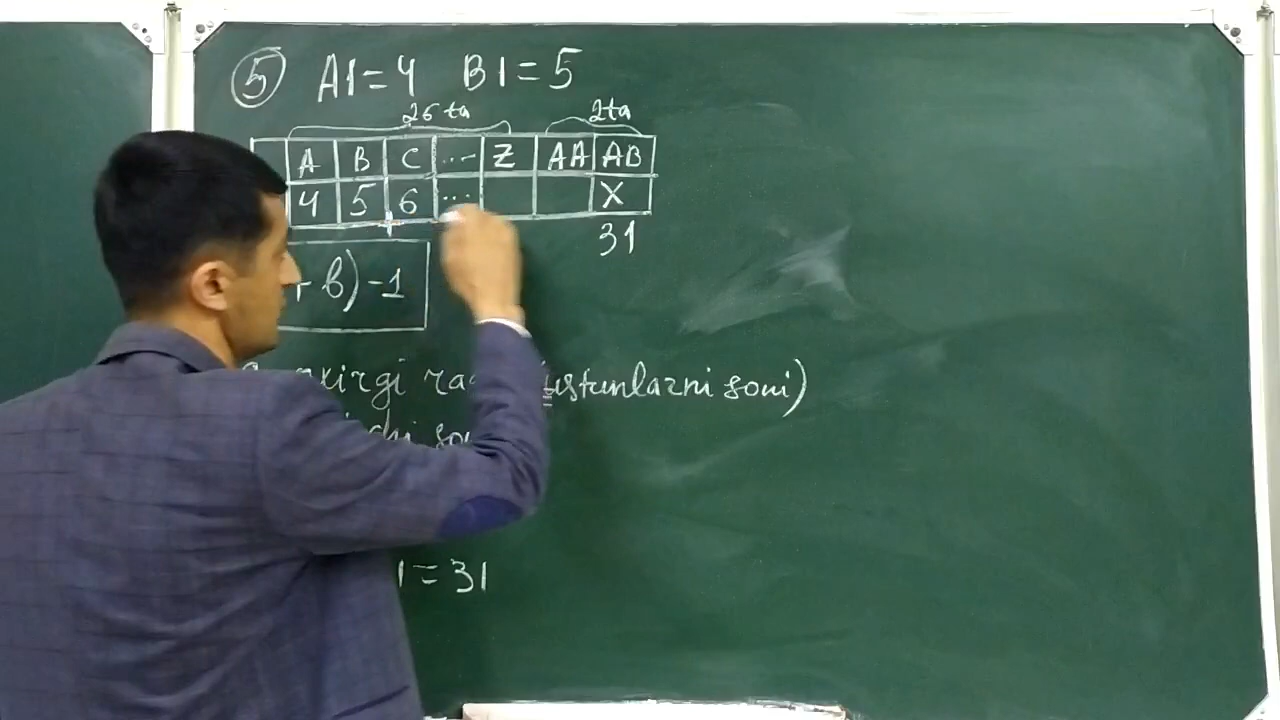 5 A1=4 B1=5
26 ta 2ta
A B C ... Z AA AB
4 5 6 ... X
31
b)-1
oxirgi (ustunlarni soni)
1=31